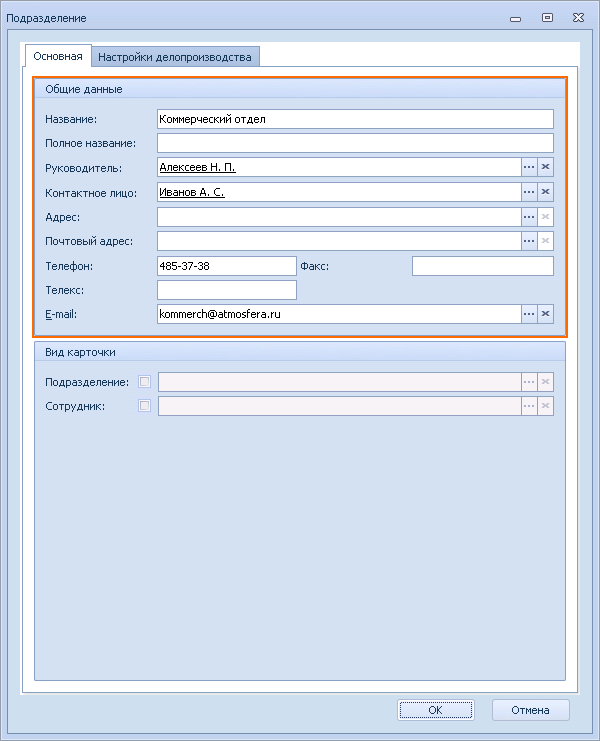 Подразделение
Основная Настройки делопроизводства
Общие данные
Название: Коммерческий отдел
Полное название:
Руководитель: Алексеев Н. П.
Контактное лицо: Иванов А. С.
Адрес:
Почтовый адрес:
Телефон: 485-37-38 Факс:
Телекс:
E-mail: kommerch@atmosfera.ru
Вид карточки
Подразделение:
Сотрудник:
ОК Отмена